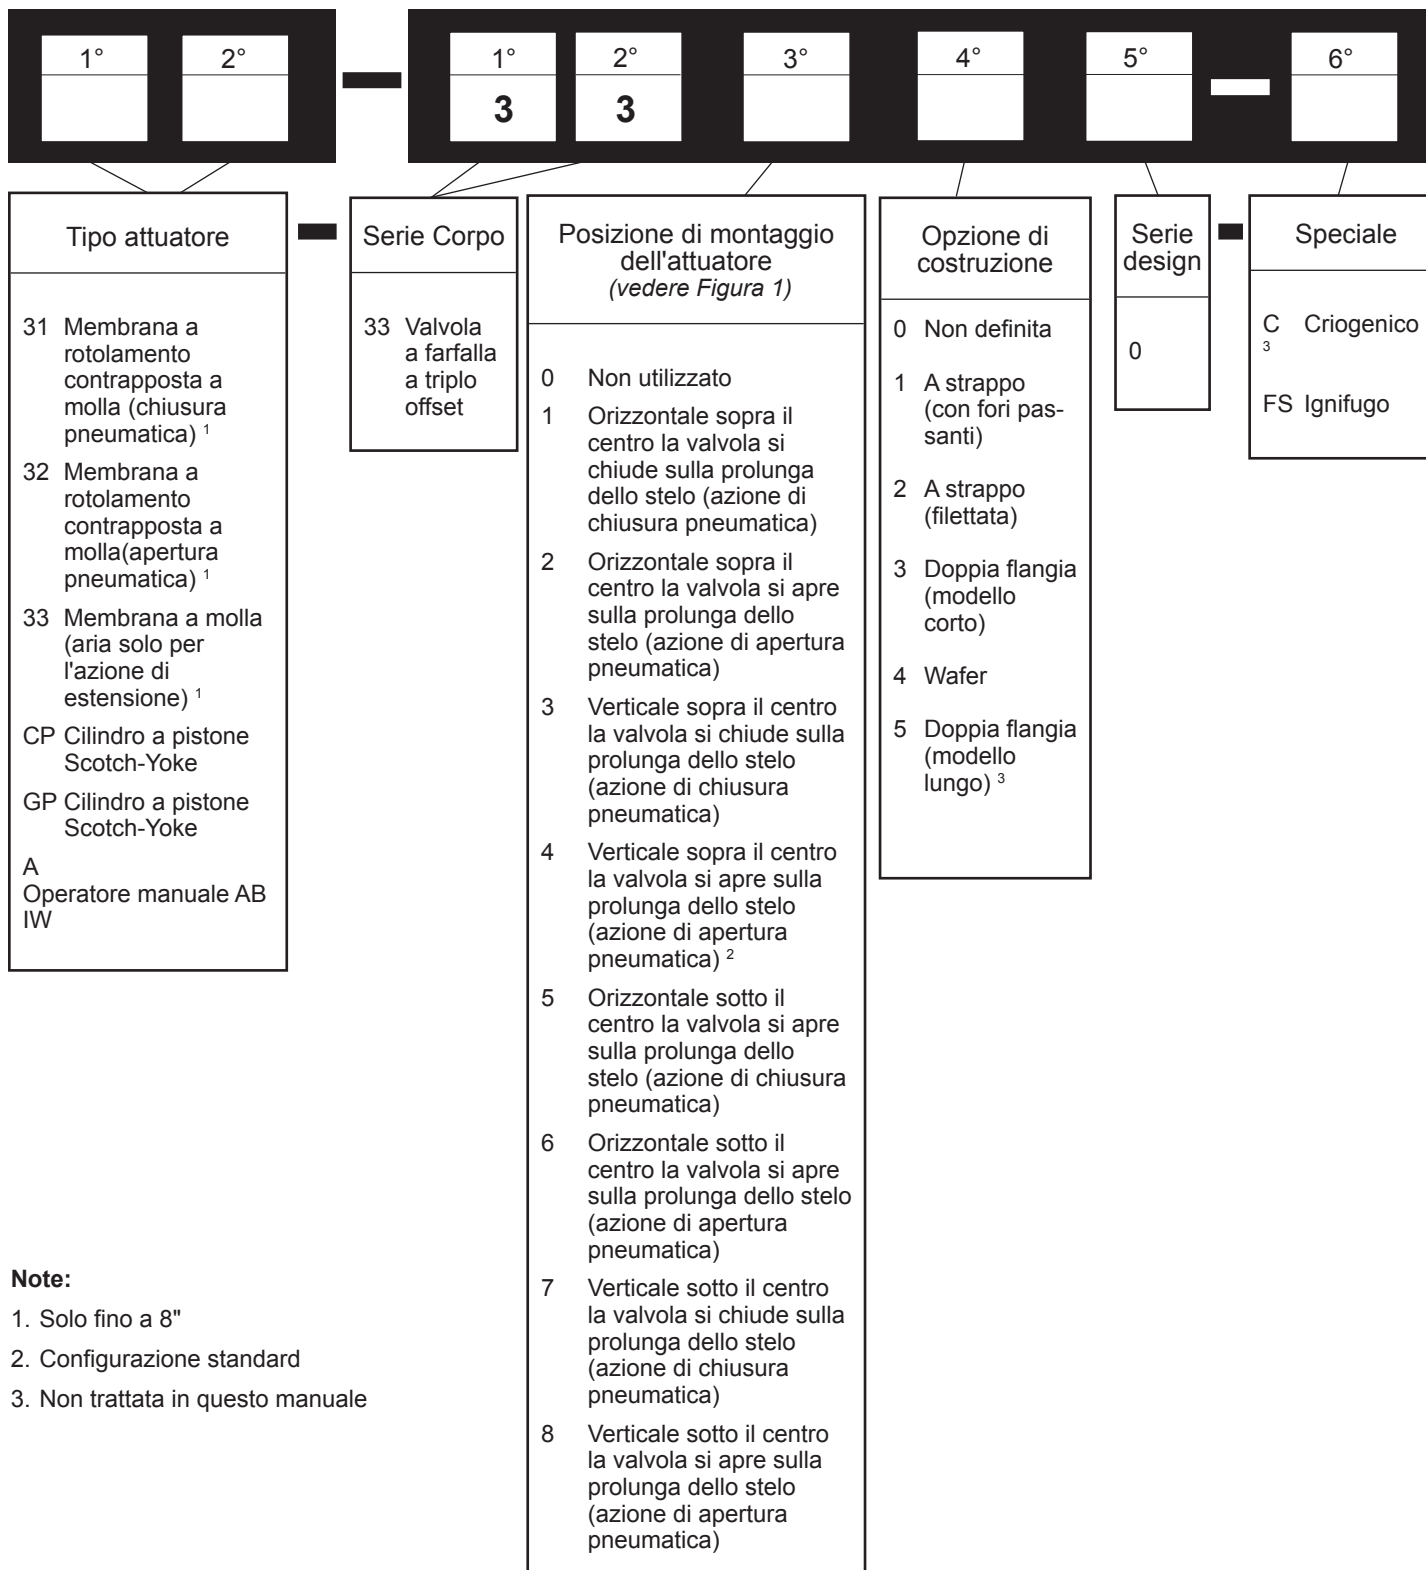 1° 2° 1° 2° 3° 4° 5° 6°
3 3
Tipo attuatore
31 Membrana a
rotolamento
contrapposta a
molla (chiusura
pneumatica) 1
32 Membrana a
rotolamento
contrapposta a
molla(apertura
pneumatica) 1
33 Membrana a molla
(aria solo per
l'azione di
estensione) 1
CP Cilindro a pistone
Scotch-Yoke
GP Cilindro a pistone
Scotch-Yoke
A
Operatore manuale AB
IW
Serie Corpo
33 Valvola
a farfalla
a triplo
offset
Posizione di montaggio
dell'attuatore
(vedere Figura 1)
0 Non utilizzato
1 Orizzontale sopra il
centro la valvola si
chiude sulla prolunga
dello stelo (azione di
chiusura pneumatica)
2 Orizzontale sopra il
centro la valvola si apre
sulla prolunga dello
stelo (azione di apertura
pneumatica)
3 Verticale sopra il centro
la valvola si chiude sulla
prolunga dello stelo
(azione di chiusura
pneumatica)
4 Verticale sopra il centro
la valvola si apre sulla
prolunga dello stelo
(azione di apertura
pneumatica) 2
5 Orizzontale sotto il
centro la valvola si apre
sulla prolunga dello
stelo (azione di chiusura
pneumatica)
6 Orizzontale sotto il
centro la valvola si apre
sulla prolunga dello stelo
(azione di apertura
pneumatica)
7 Verticale sotto il centro
la valvola si chiude sulla
prolunga dello stelo
(azione di chiusura
pneumatica)
8 Verticale sotto il centro
la valvola si apre sulla
prolunga dello stelo
(azione di apertura
pneumatica)
Opzione di
costruzione
0 Non definita
1 A strappo
(con fori pas-
santi)
2 A strappo
(filettata)
3 Doppia flangia
(modello
corto)
4 Wafer
5 Doppia flangia
(modello
lungo) 3
Serie
design
0
Speciale
C Criogenico
3
FS Ignifugo
Note:
1. Solo fino a 8"
2. Configurazione standard
3. Non trattata in questo manuale